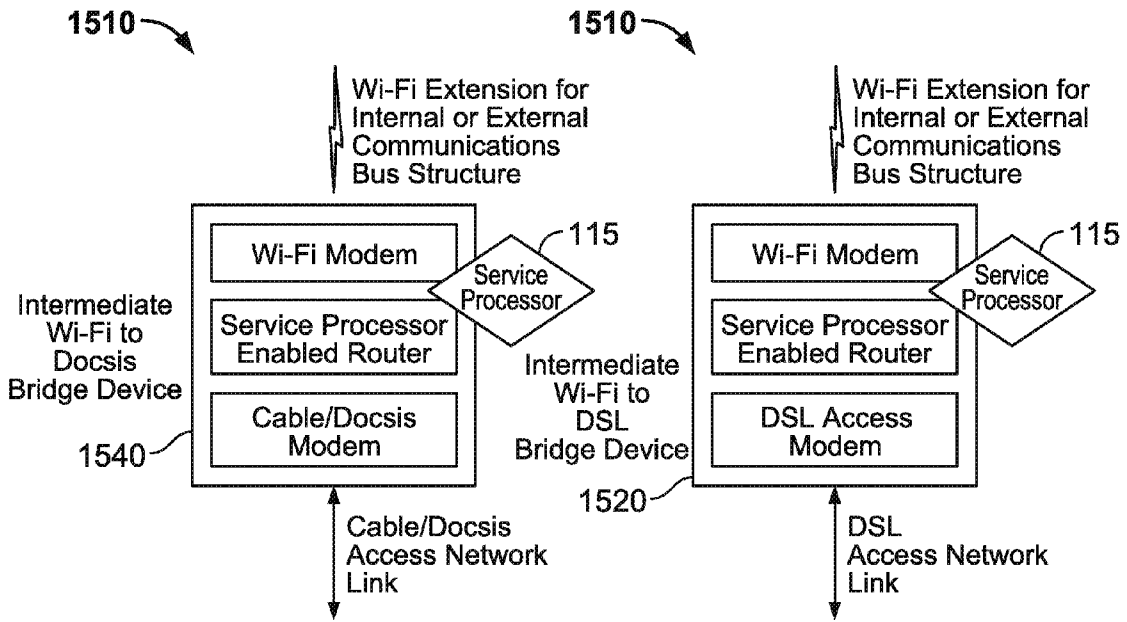 1510
Wi-Fi Extension for
Internal or External
Communications
Bus Structure
Wi-Fi Modem
115
Service
Processor
Service Processor
Enabled Router
Intermediate
Wi-Fi to
Docsis
Bridge Device
Cable/Docsis
Modem
1540
Cable/Docsis
Access Network
Link
1510
Wi-Fi Extension for
Internal or External
Communications
Bus Structure
Wi-Fi Modem
115
Service
Processor
Service Processor
Enabled Router
Intermediate
Wi-Fi to
DSL
Bridge Device
DSL Access
Modem
1520
DSL
Access Network
Link